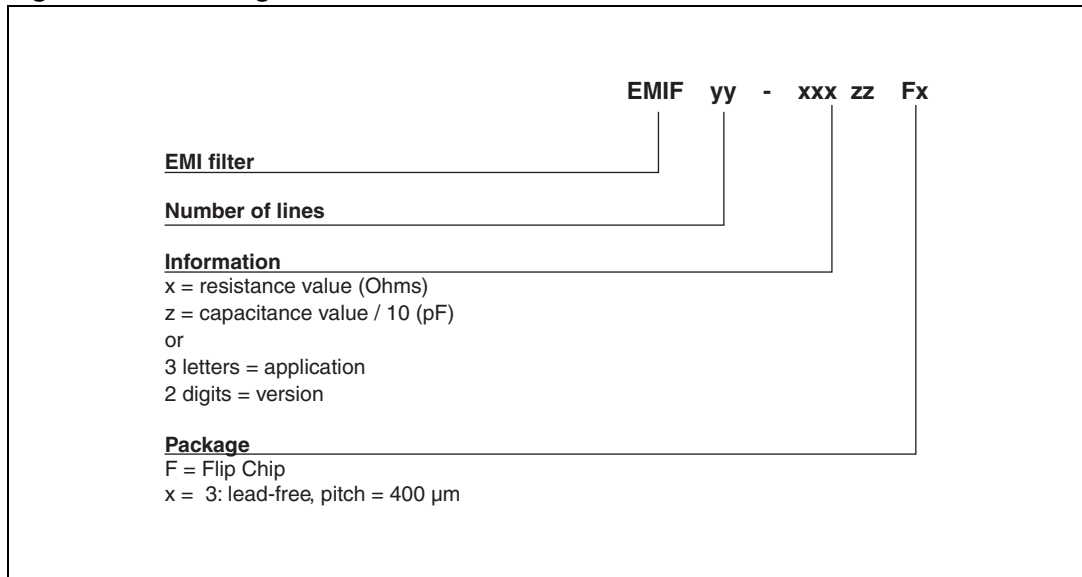 EMIF yy - xxx zz Fx
EMI filter
Number of lines
Information
x = resistance value (Ohms)
z = capacitance value / 10 (pF)
or
3 letters = application
2 digits = version
Package
F = Flip Chip
x = 3: lead-free, pitch = 400 µm